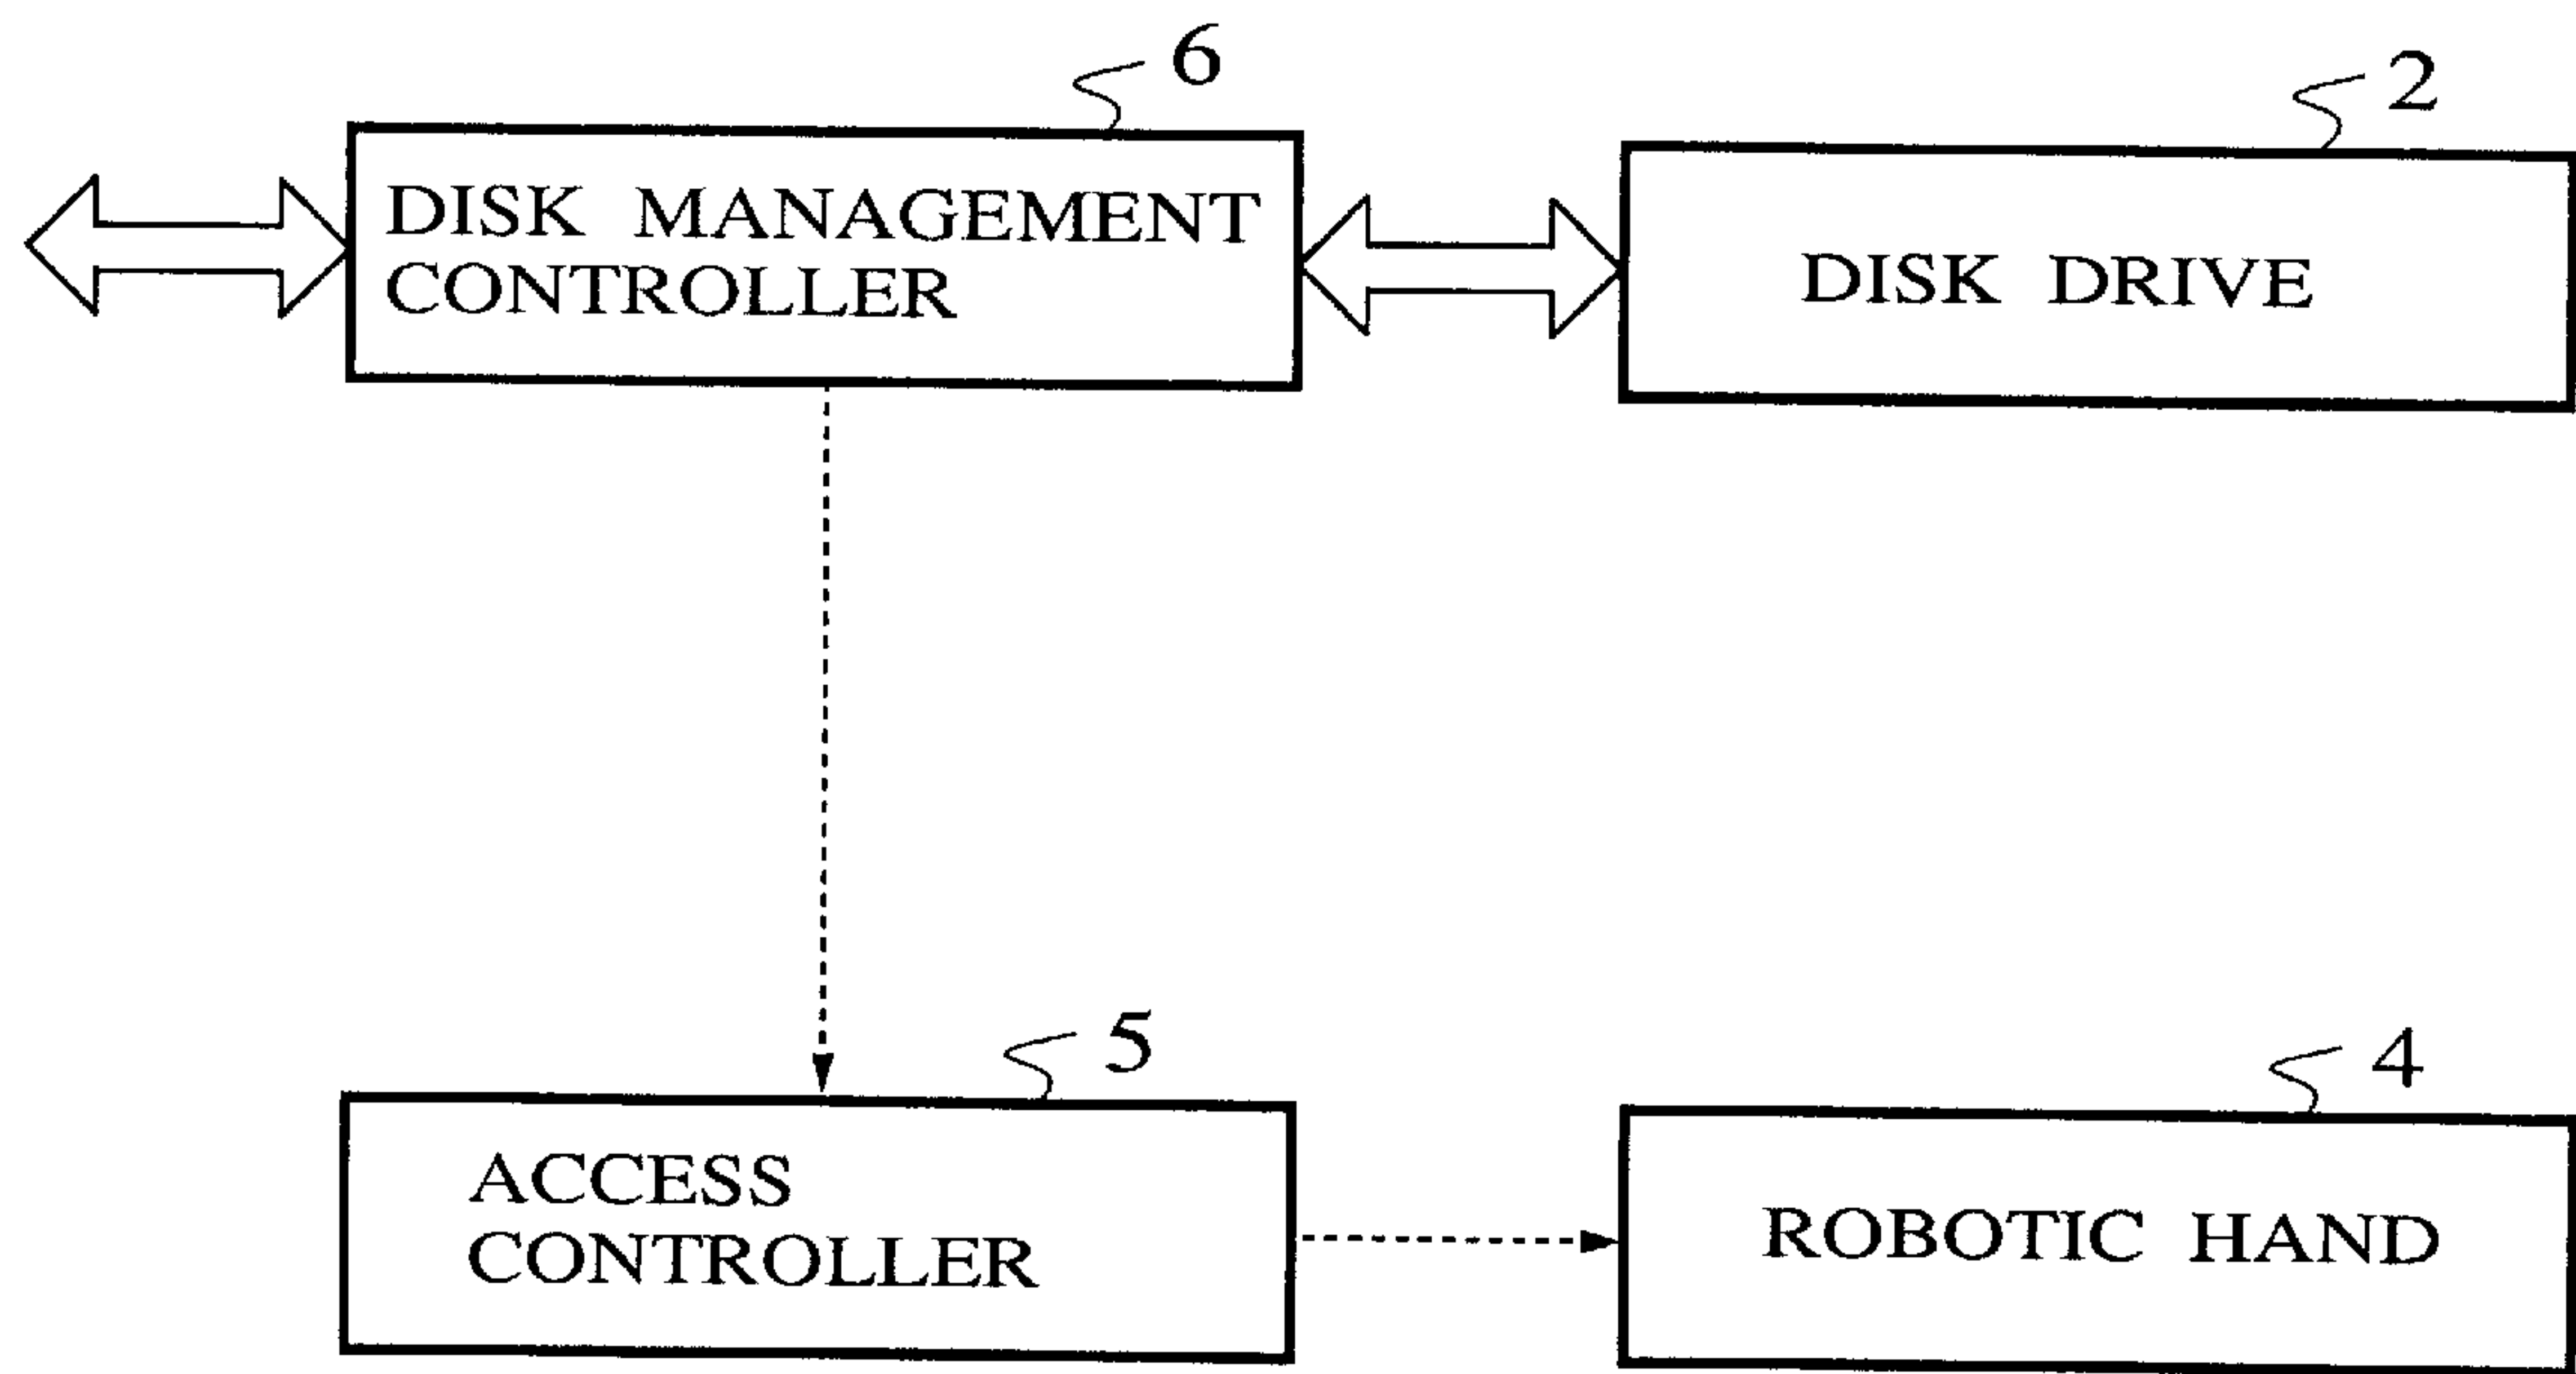 6
2
DISK MANAGEMENT
CONTROLLER
DISK DRIVE
5
4
ACCESS
CONTROLLER
ROBOTIC HAND